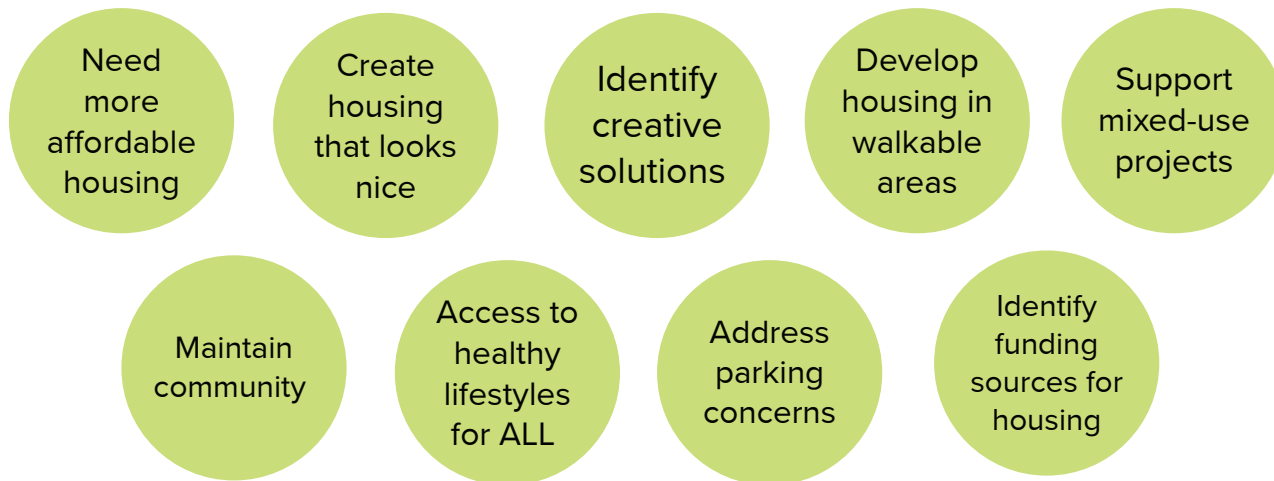 Need
more
affordable
housing
Create
housing
that looks
nice
Identify
creative
solutions
Develop
housing in
walkable
areas
Support
mixed-use
projects
Maintain
community
Access to
healthy
lifestyles
for ALL
Address
parking
concerns
Identify
funding
sources for
housing